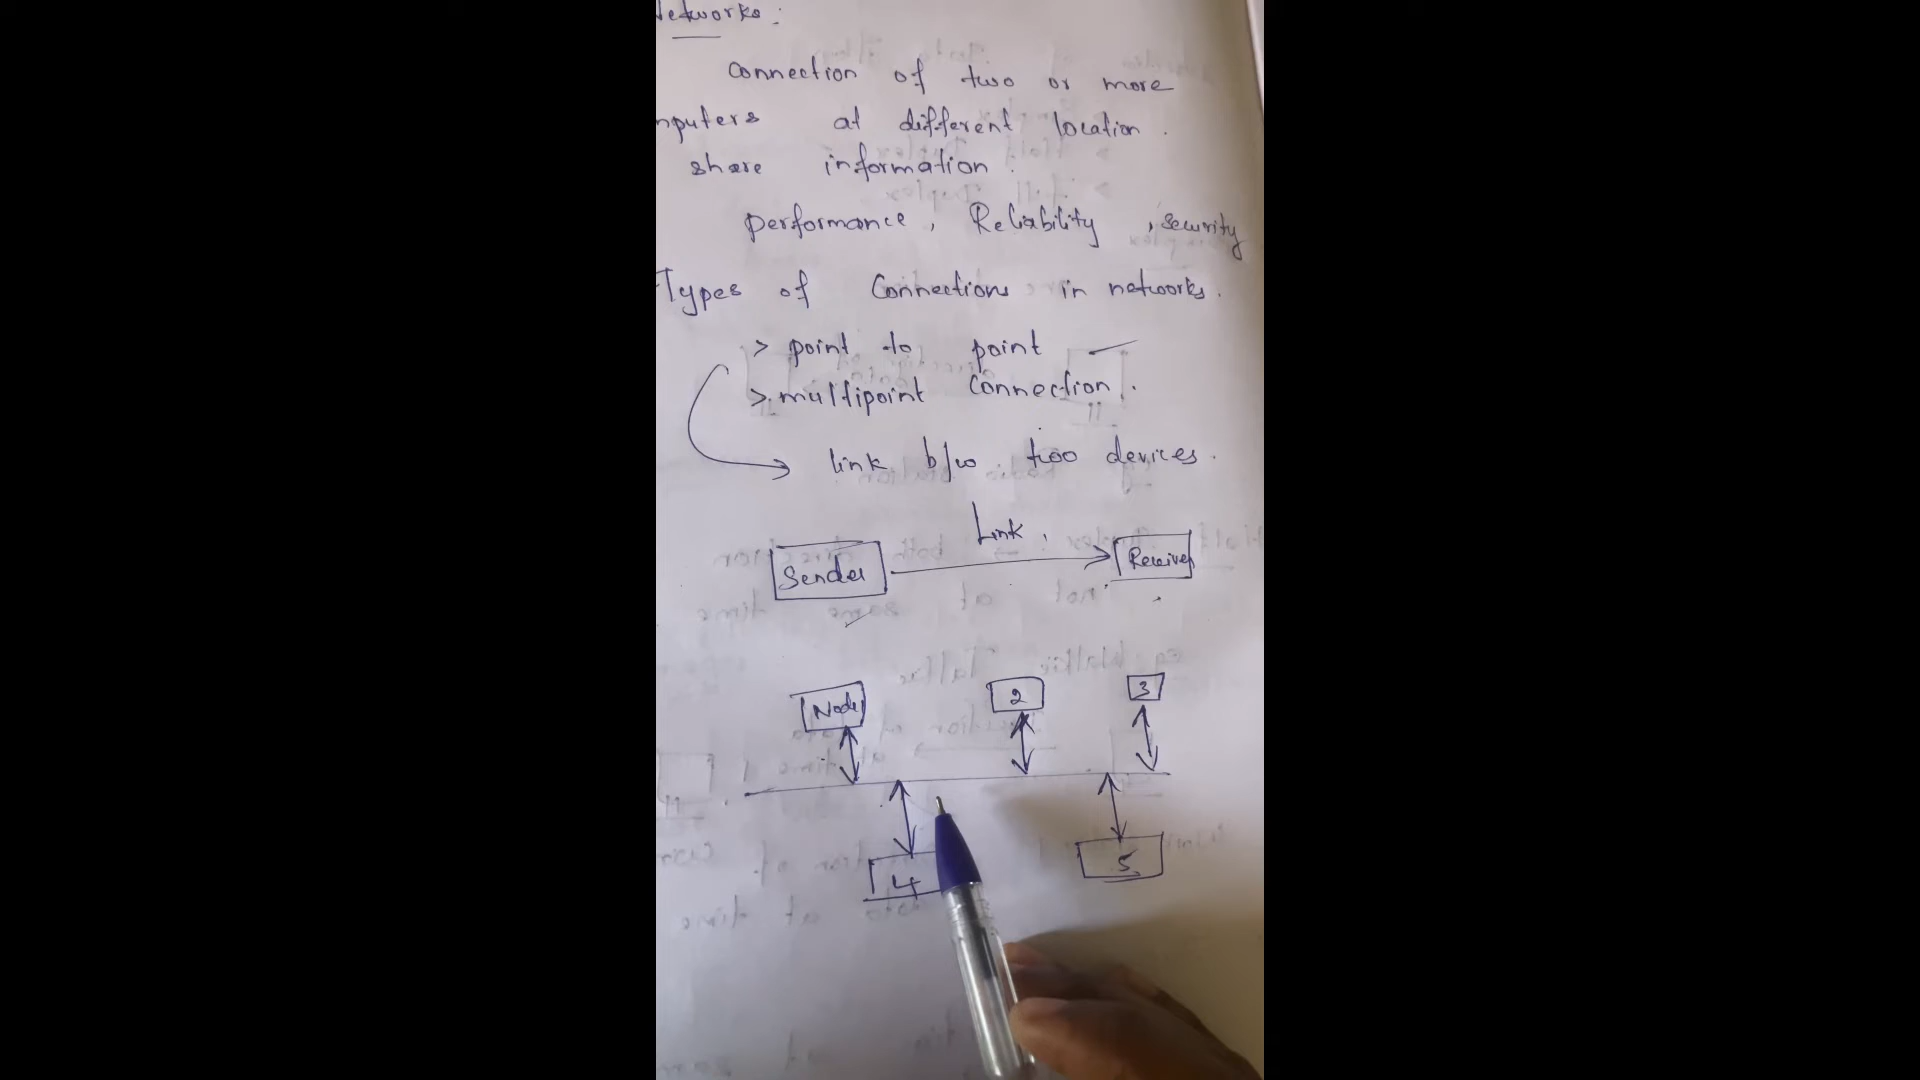 Networks:
Connection of two or more
mputers at different location.
share information.
performance, Reliability, security
Types of Connections in networks.
> point to point
> multipoint connection.
link b/w two devices.
Link.
Sender
Receiver
Node
2
3
4
5